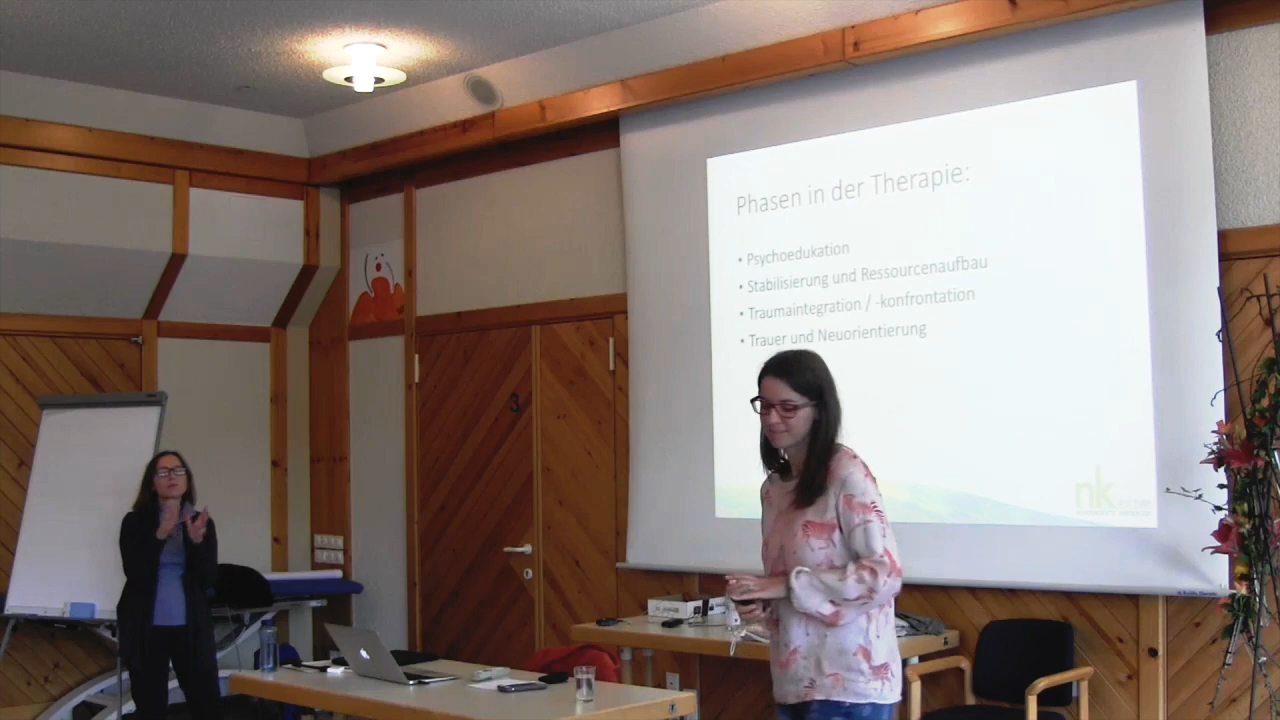 Phasen in der Therapie:
• Psychoedukation
• Stabilisierung und Ressourcenaufbau
• Traumaintegration / -konfrontation
• Trauer und Neuorientierung
nk
3